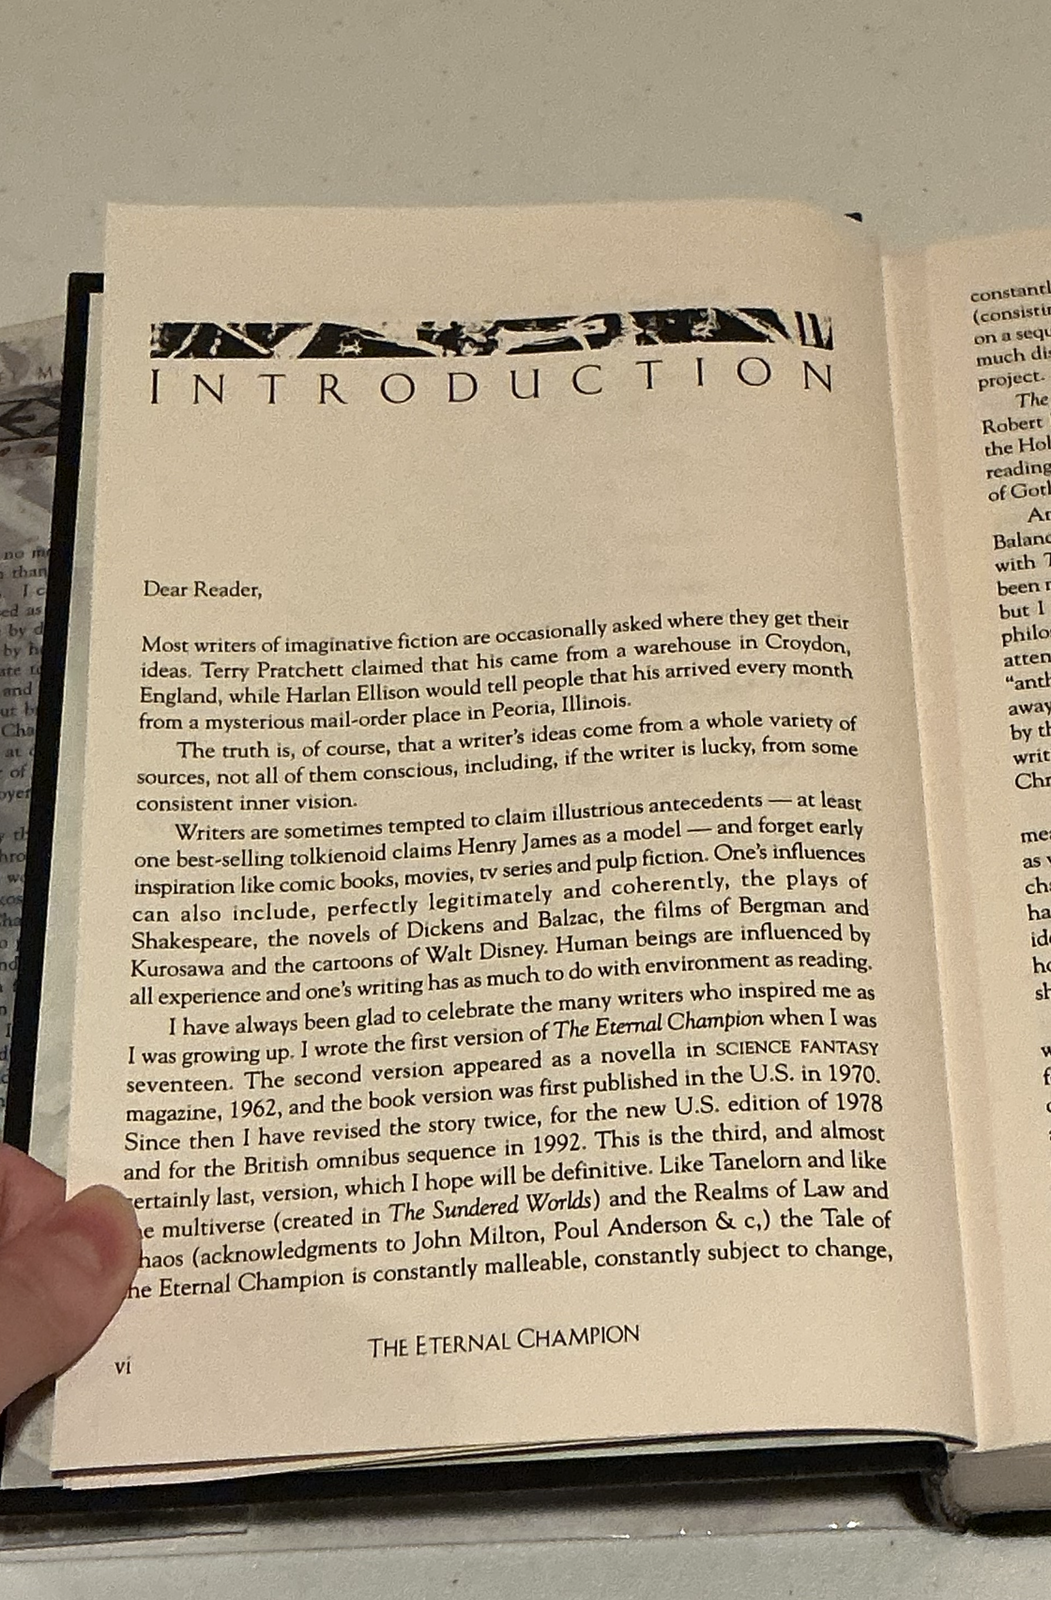 INTRODUCTION
Dear Reader,
Most writers of imaginative fiction are occasionally asked where they get their
ideas. Terry Pratchett claimed that his came from a warehouse in Croydon,
England, while Harlan Ellison would tell people that his arrived every month
from a mysterious mail-order place in Peoria, Illinois.
The truth is, of course, that a writer's ideas come from a whole variety of
sources, not all of them conscious, including, if the writer is lucky, from some
consistent inner vision.
Writers are sometimes tempted to claim illustrious antecedents — at least
one best-selling tolkienoid claims Henry James as a model — and forget early
inspiration like comic books, movies, tv series and pulp fiction. One's influences
can also include, perfectly legitimately and coherently, the plays of
Shakespeare, the novels of Dickens and Balzac, the films of Bergman and
Kurosawa and the cartoons of Walt Disney. Human beings are influenced by
all experience and one's writing has as much to do with environment as reading.
I have always been glad to celebrate the many writers who inspired me as
I was growing up. I wrote the first version of The Eternal Champion when I was
seventeen. The second version appeared as a novella in SCIENCE FANTASY
magazine, 1962, and the book version was first published in the U.S. in 1970.
Since then I have revised the story twice, for the new U.S. edition of 1978
and for the British omnibus sequence in 1992. This is the third, and almost
ertainly last, version, which I hope will be definitive. Like Tanelorn and like
e multiverse (created in The Sundered Worlds) and the Realms of Law and
haos (acknowledgments to John Milton, Poul Anderson & c,) the Tale of
he Eternal Champion is constantly malleable, constantly subject to change,
THE ETERNAL CHAMPION
vi
constantl
(consistin
on a sequ
much dis
project.
The
Robert
the Hol
reading
of Goth
Ar
Balanc
with T
been r
but I
philo
atten
"anth
away
by th
writ
Chr
me
as
ch
ha
ide
ho
sh